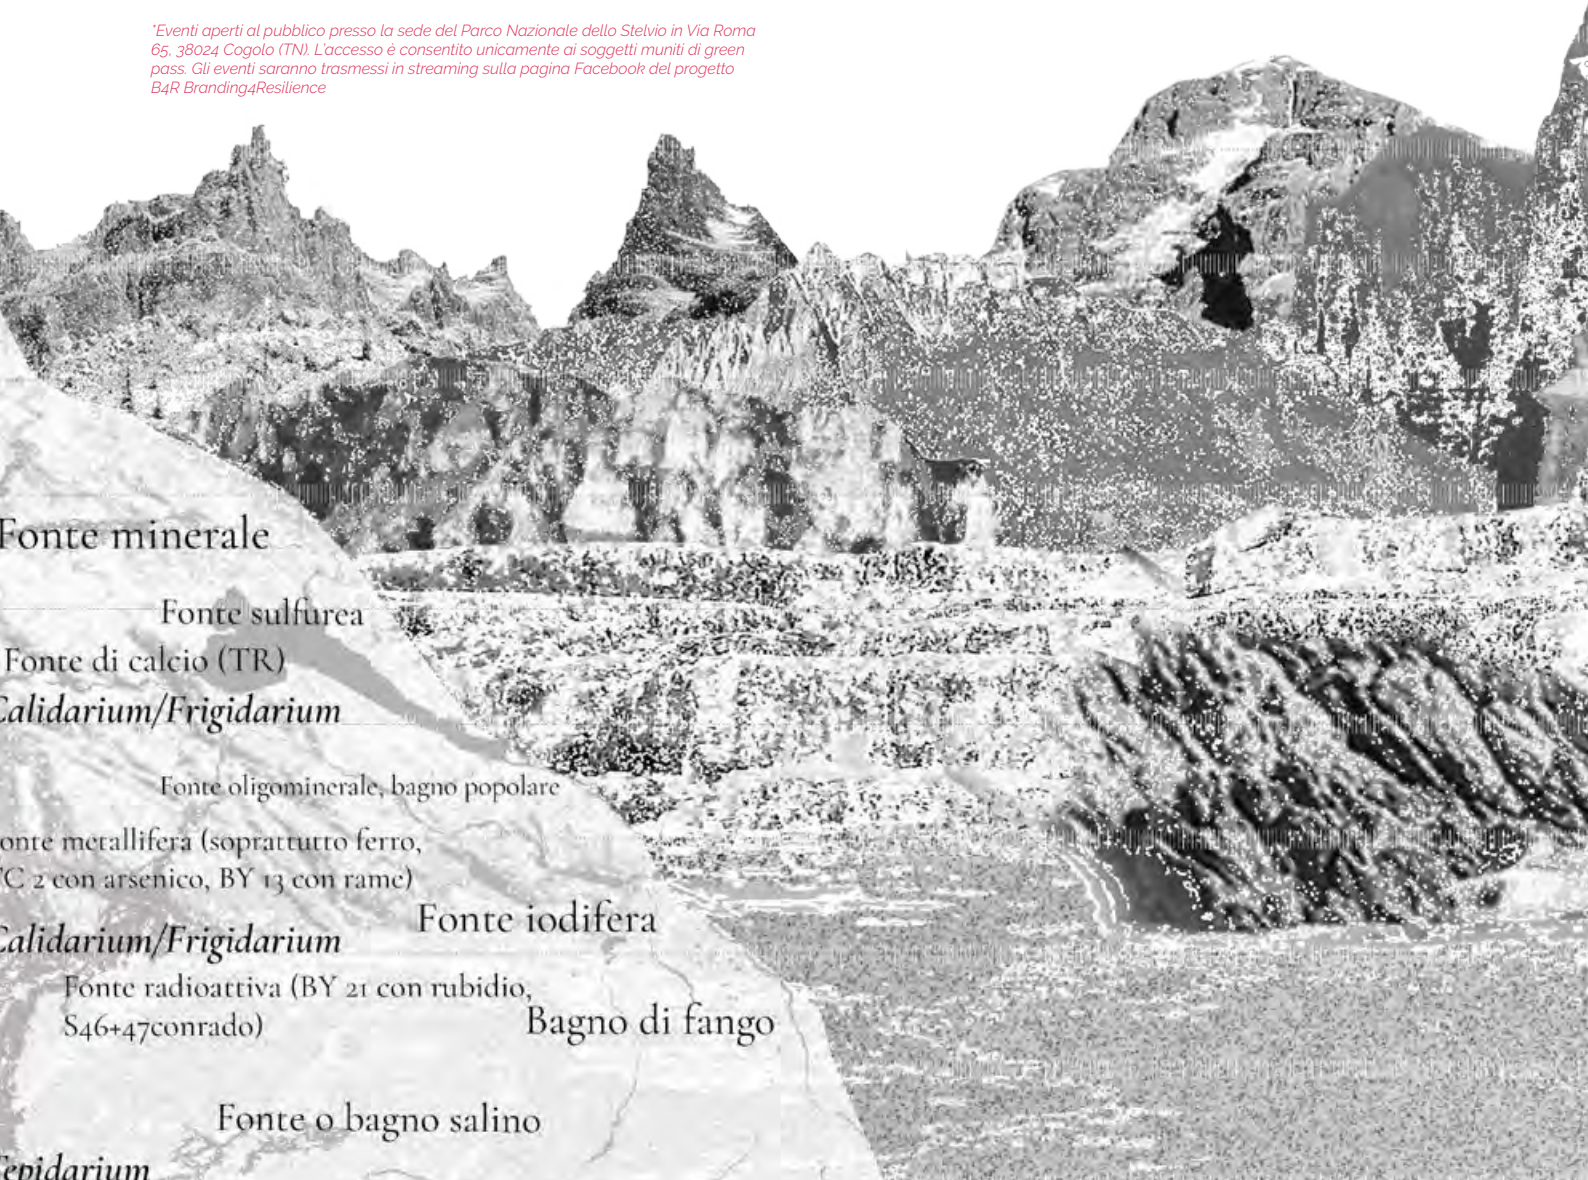 *Eventi aperti al pubblico presso la sede del Parco Nazionale dello Stelvio in Via Roma
65, 38024 Cogolo (TN). L'accesso è consentito unicamente ai soggetti muniti di green
pass. Gli eventi saranno trasmessi in streaming sulla pagina Facebook del progetto
B4R Branding4Resilience
Fonte minerale
Fonte sulfurea
Fonte di calcio (TR)
Calidarium/Frigidarium
Fonte oligominerale, bagno popolare
onte metallifera (soprattutto ferro,
C 2 con arsenico, BY 13 con rame)
Fonte iodifera
Calidarium/Frigidarium
Fonte radioattiva (BY 21 con rubidio,
S46+47conrado)
Bagno di fango
Fonte o bagno salino
Tepidarium